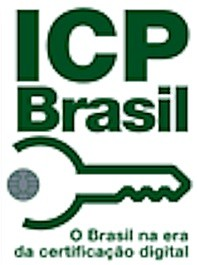 ICP
Brasil
O Brasil na era
da certificação digital